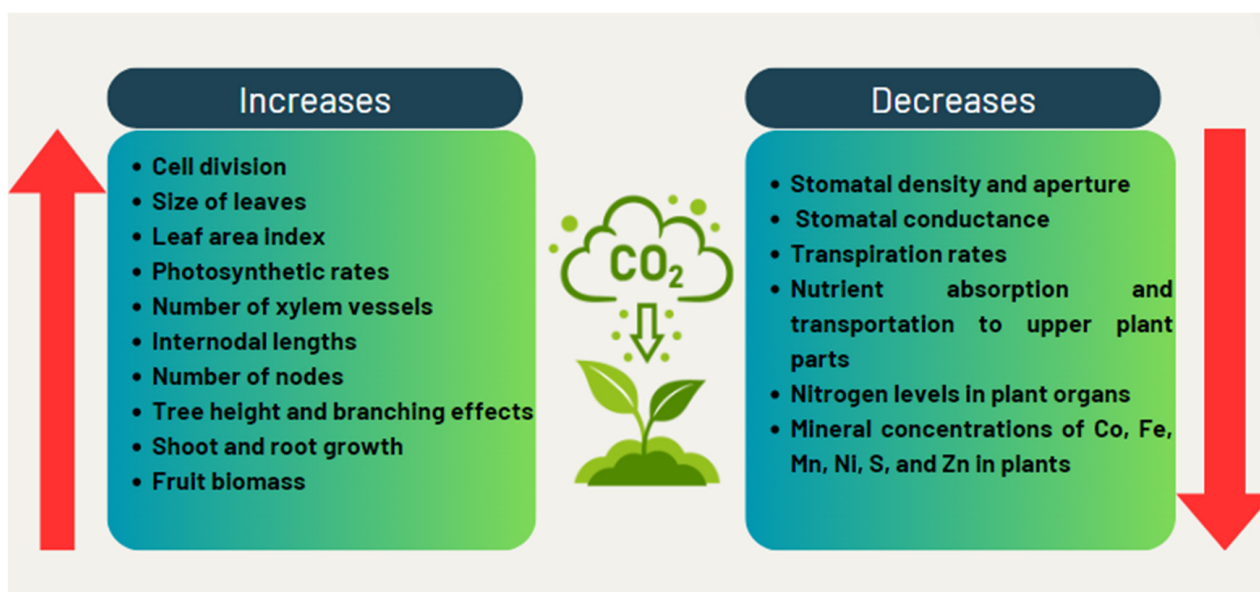 Increases
• Cell division
• Size of leaves
• Leaf area index
• Photosynthetic rates
• Number of xylem vessels
• Internodal lengths
• Number of nodes
• Tree height and branching effects
• Shoot and root growth
• Fruit biomass
CO₂
Decreases
• Stomatal density and aperture
• Stomatal conductance
• Transpiration rates
• Nutrient absorption and
transportation to upper plant
parts
• Nitrogen levels in plant organs
• Mineral concentrations of Co, Fe,
Mn, Ni, S, and Zn in plants